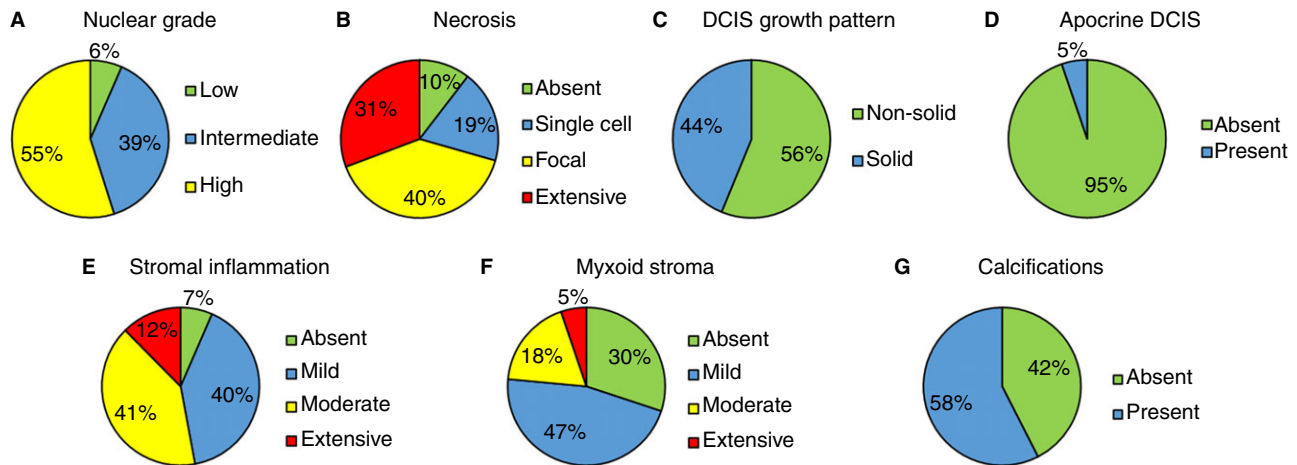 A Nuclear grade
6%
39%
55%
Low
Intermediate
High
B Necrosis
10%
19%
40%
31%
Absent
Single cell
Focal
Extensive
C DCIS growth pattern
44%
56%
Non-solid
Solid
D Apocrine DCIS
5%
95%
Absent
Present
E Stromal inflammation
7%
12%
40%
41%
Absent
Mild
Moderate
Extensive
F Myxoid stroma
5%
18%
30%
47%
Absent
Mild
Moderate
Extensive
G Calcifications
42%
58%
Absent
Present